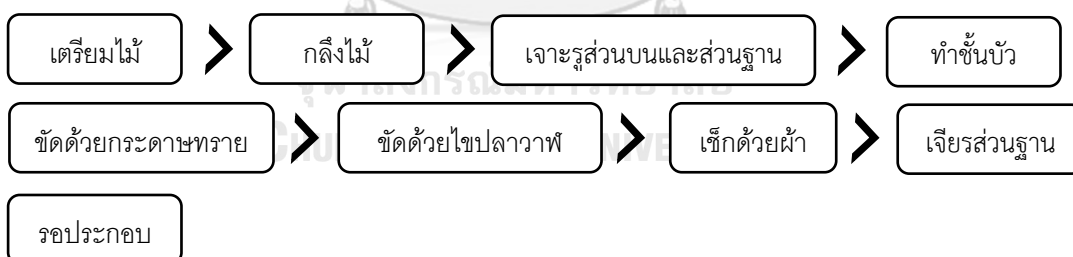 เตรียมไม้ กลึงไม้ เจาะรูส่วนบนและส่วนฐาน ทำชั้นบัว
ขัดด้วยกระดาษทราย ขัดด้วยไขปลาวาฬ เช็กด้วยผ้า เจียรส่วนฐาน
รอประกอบ